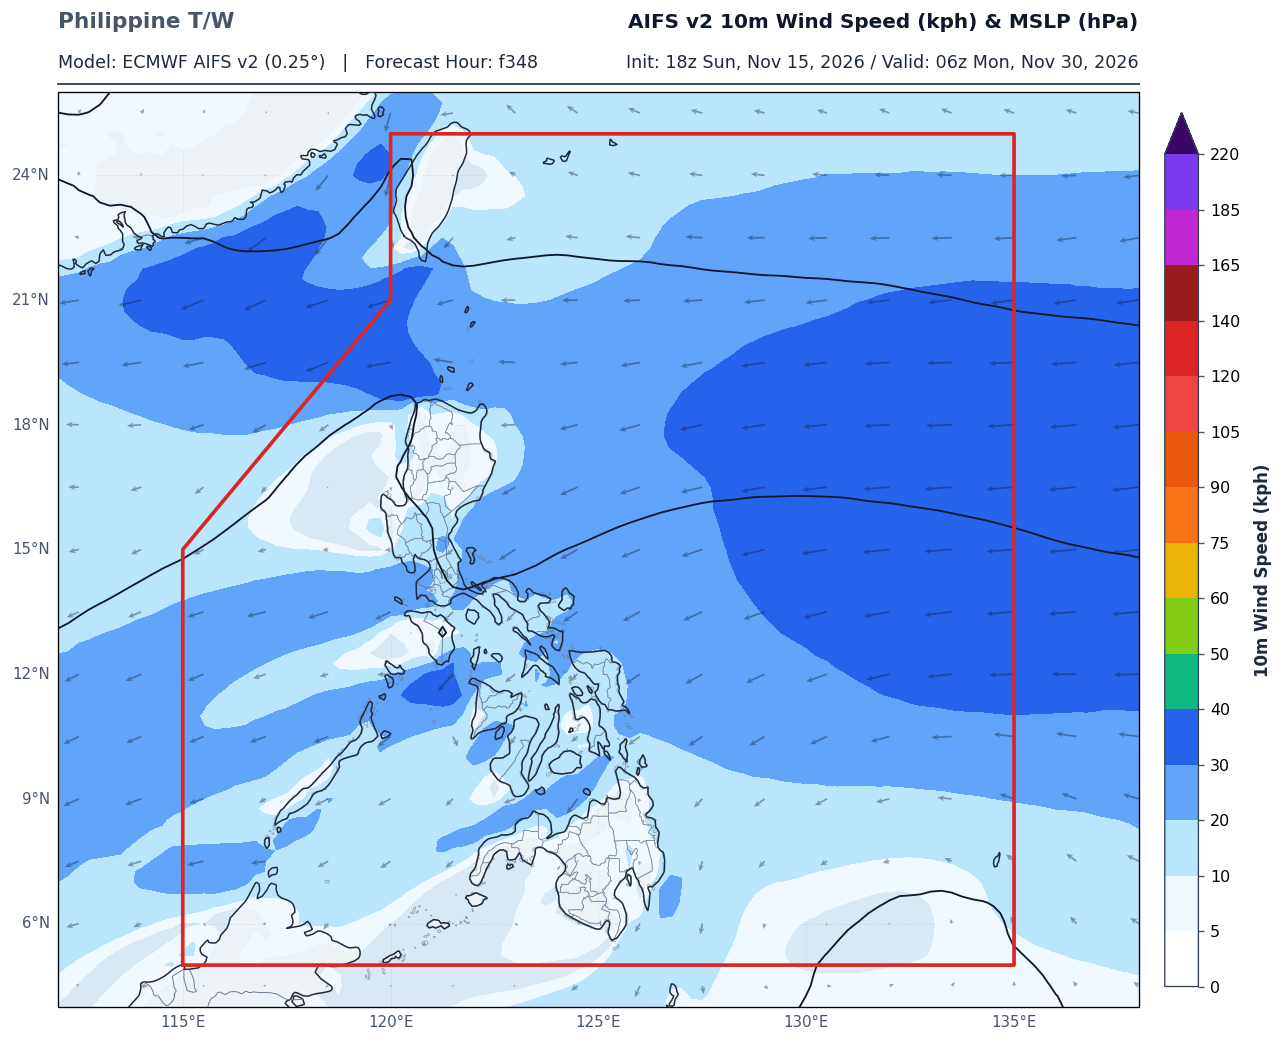 Philippine T/W
AIFS v2 10m Wind Speed (kph) & MSLP (hPa)
Model: ECMWF AIFS v2 (0.25°) | Forecast Hour: f348
Init: 18z Sun, Nov 15, 2026 / Valid: 06z Mon, Nov 30, 2026
24°N
21°N
18°N
15°N
12°N
9°N
6°N
115°E
120°E
125°E
130°E
135°E
220
185
165
140
120
105
90
75
60
50
40
30
20
10
5
0
10m Wind Speed (kph)